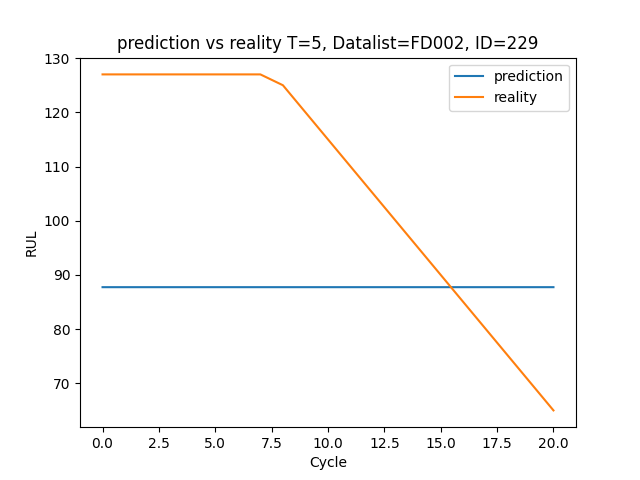 prediction vs reality T=5, Datalist=FD002, ID=229
prediction
reality
RUL
130
120
110
100
90
80
70
0.0 2.5 5.0 7.5 10.0 12.5 15.0 17.5 20.0
Cycle